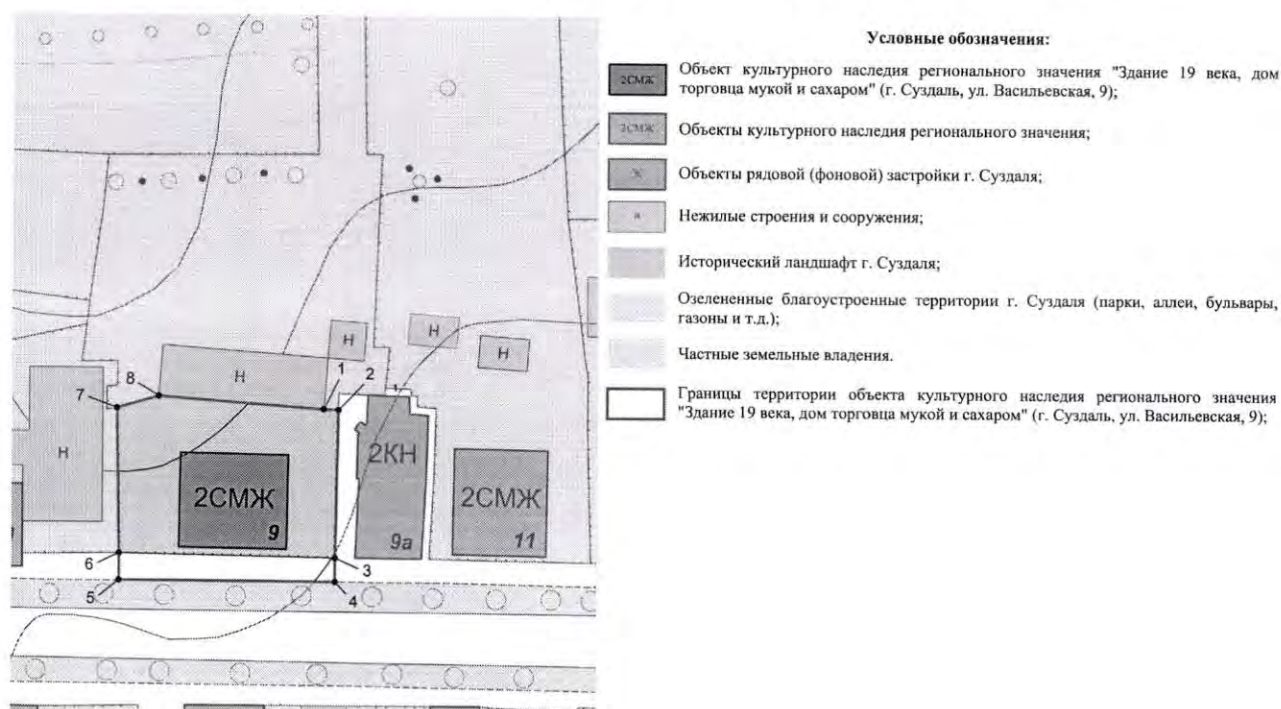 Условные обозначения:
2СМЖ
Объект культурного наследия регионального значения "Здание 19 века, дом
торговца мукой и сахаром" (г. Суздаль, ул. Васильевская, 9);
2СМЖ
Объекты культурного наследия регионального значения;
Ж
Объекты рядовой (фоновой) застройки г. Суздаля;
Н
Нежилые строения и сооружения;
Исторический ландшафт г. Суздаля;
Озелененные благоустроенные территории г. Суздаля (парки, аллеи, бульвары,
газоны и т.д.);
Частные земельные владения.
Границы территории объекта культурного наследия регионального значения
"Здание 19 века, дом торговца мукой и сахаром" (г. Суздаль, ул. Васильевская, 9);
Н
Н
Н
8
Н
1
2
7
Н
2КН
2СМЖ
2СМЖ
9
9а
11
6
3
5
4